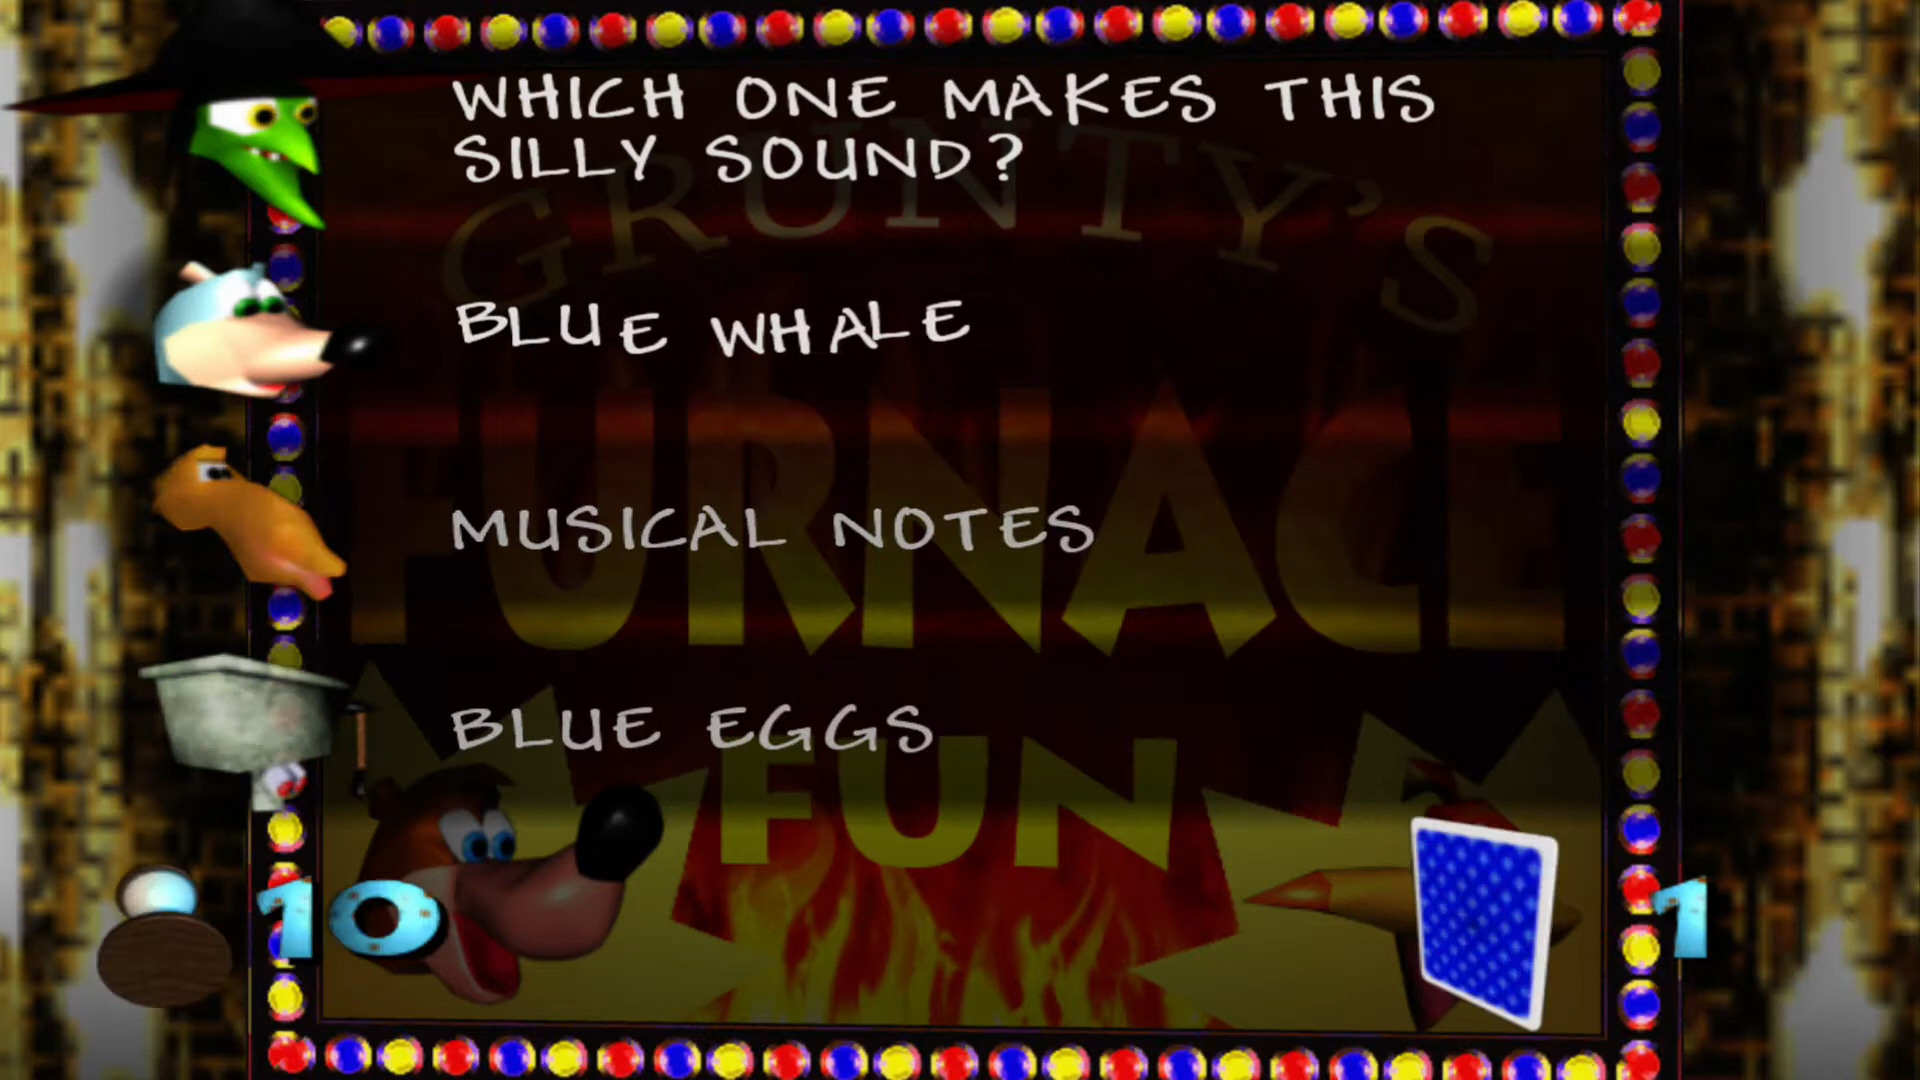 WHICH ONE MAKES THIS
SILLY SOUND?
GRUNTY'S
BLUE WHALE
FURNACE
MUSICAL NOTES
BLUE EGGS
FUN
10
1